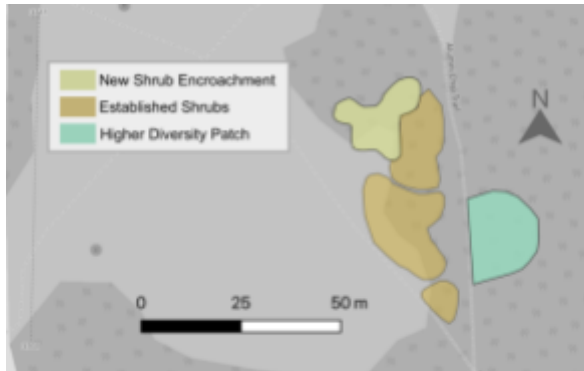 New Shrub Encroachment
Established Shrubs
Higher Diversity Patch
N
0 25 50 m